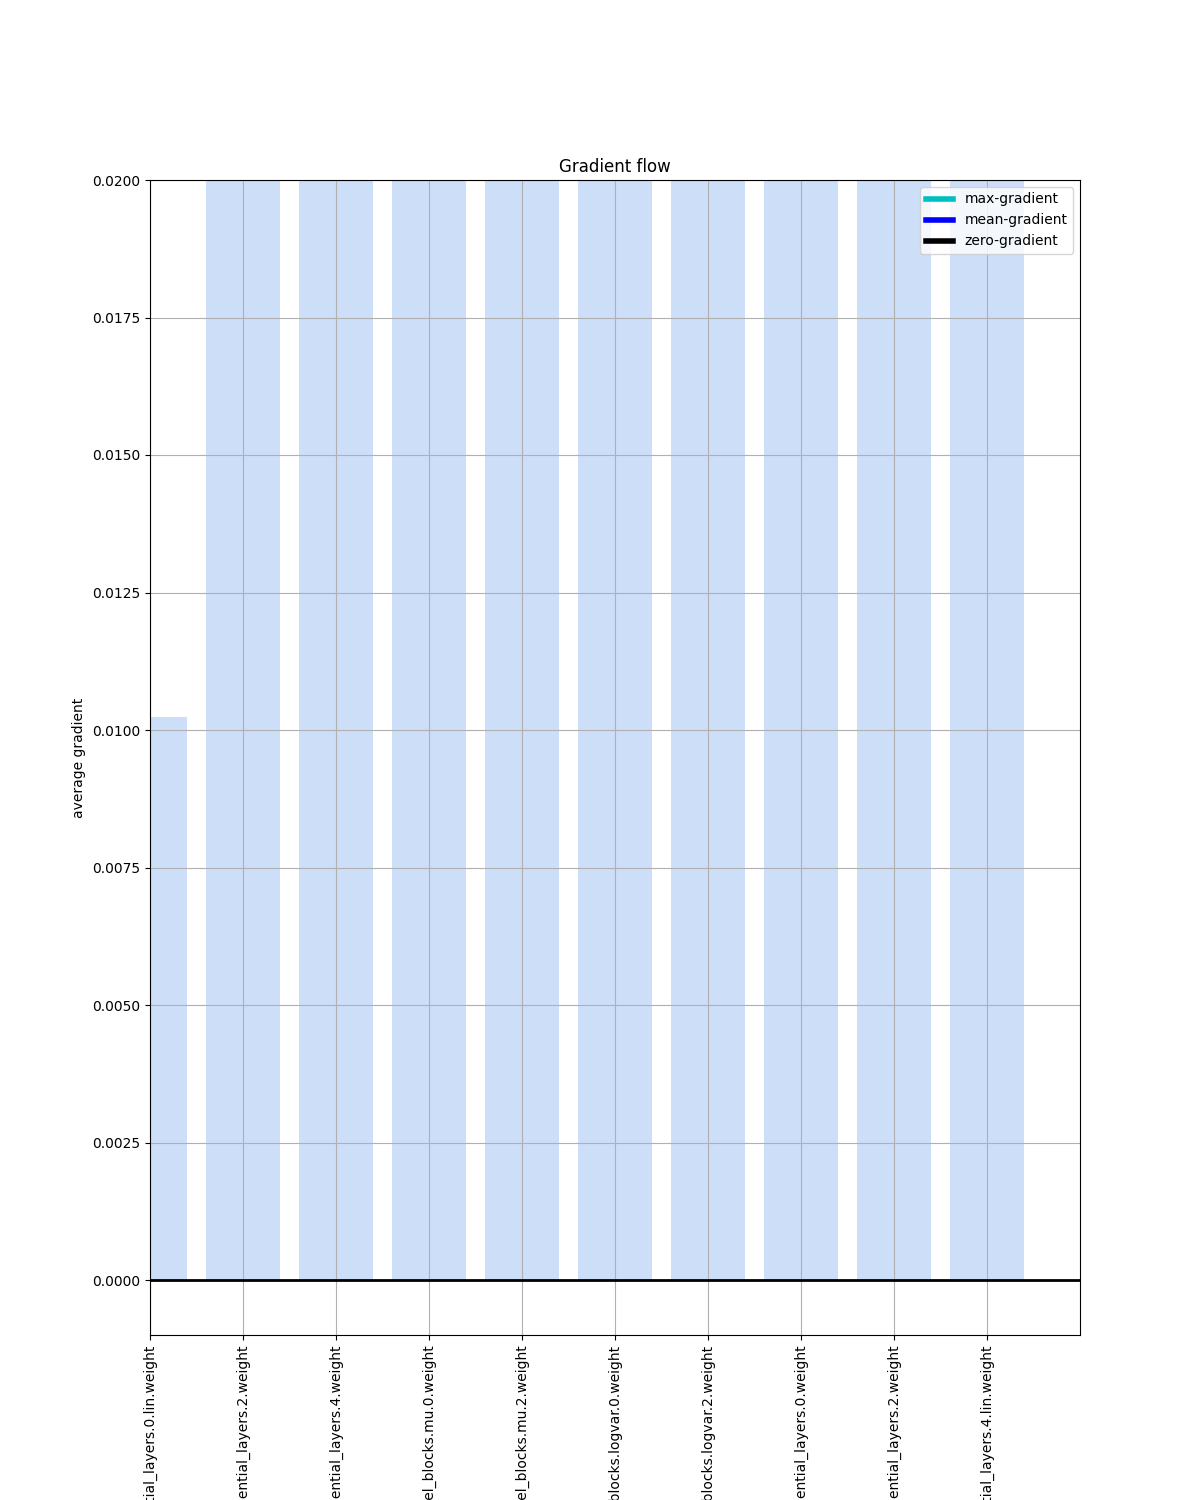 Gradient flow
max-gradient
mean-gradient
zero-gradient
0.0200
0.0175
0.0150
0.0125
0.0100
0.0075
0.0050
0.0025
0.0000
average gradient
tial_layers.0.lin.weight
ential_layers.2.weight
ential_layers.4.weight
el_blocks.mu.0.weight
el_blocks.mu.2.weight
blocks.logvar.0.weight
blocks.logvar.2.weight
ential_layers.0.weight
ential_layers.2.weight
tial_layers.4.lin.weight